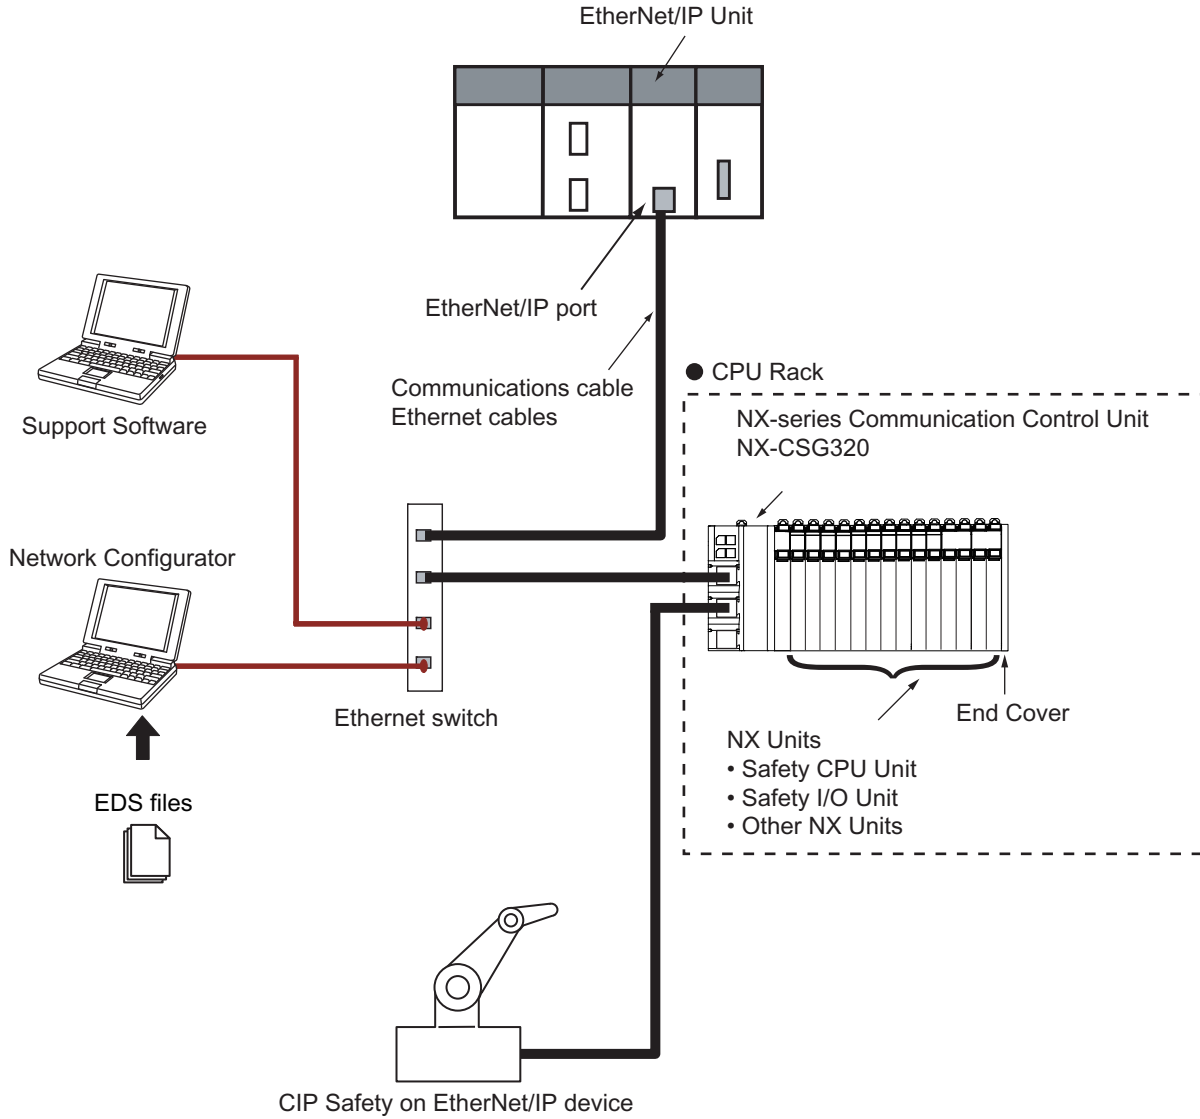 EtherNet/IP Unit
EtherNet/IP port
Communications cable
Ethernet cables
Support Software
● CPU Rack
NX-series Communication Control Unit
NX-CSG320
Network Configurator
Ethernet switch
End Cover
NX Units
• Safety CPU Unit
• Safety I/O Unit
• Other NX Units
EDS files
CIP Safety on EtherNet/IP device